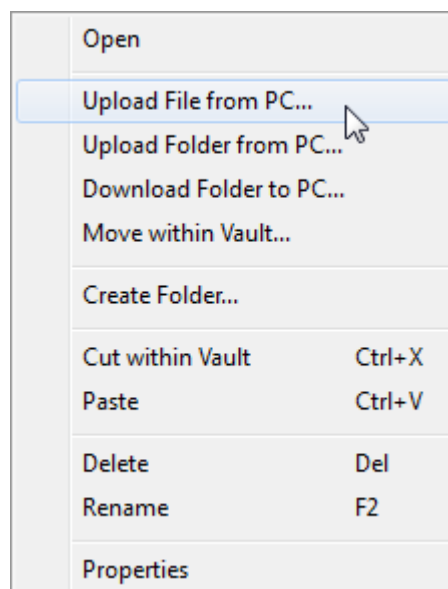 Open
Upload File from PC...
Upload Folder from PC...
Download Folder to PC...
Move within Vault...
Create Folder...
Cut within Vault Ctrl+X
Paste Ctrl+V
Delete Del
Rename F2
Properties